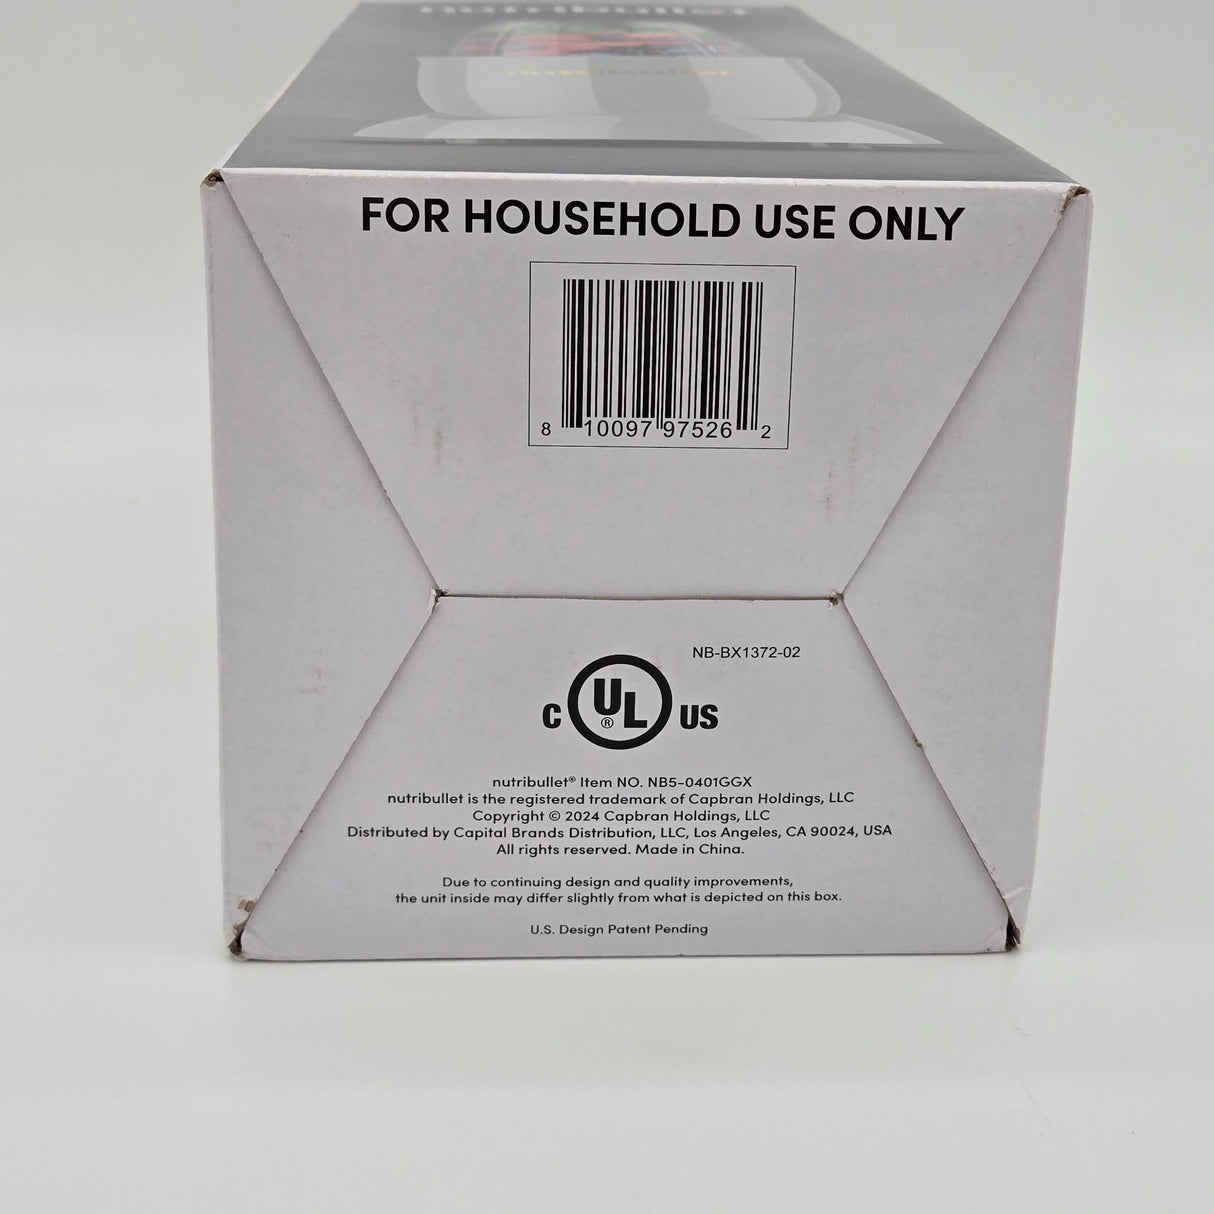 nutribullet
nutribullet
FOR HOUSEHOLD USE ONLY
8 10097 97526 2
NB-BX1372-02
C UL® US
nutribullet® Item NO. NB5-0401GGX
nutribullet is the registered trademark of Capbran Holdings, LLC
Copyright © 2024 Capbran Holdings, LLC
Distributed by Capital Brands Distribution, LLC, Los Angeles, CA 90024, USA
All rights reserved. Made in China.
Due to continuing design and quality improvements,
the unit inside may differ slightly from what is depicted on this box.
U.S. Design Patent Pending